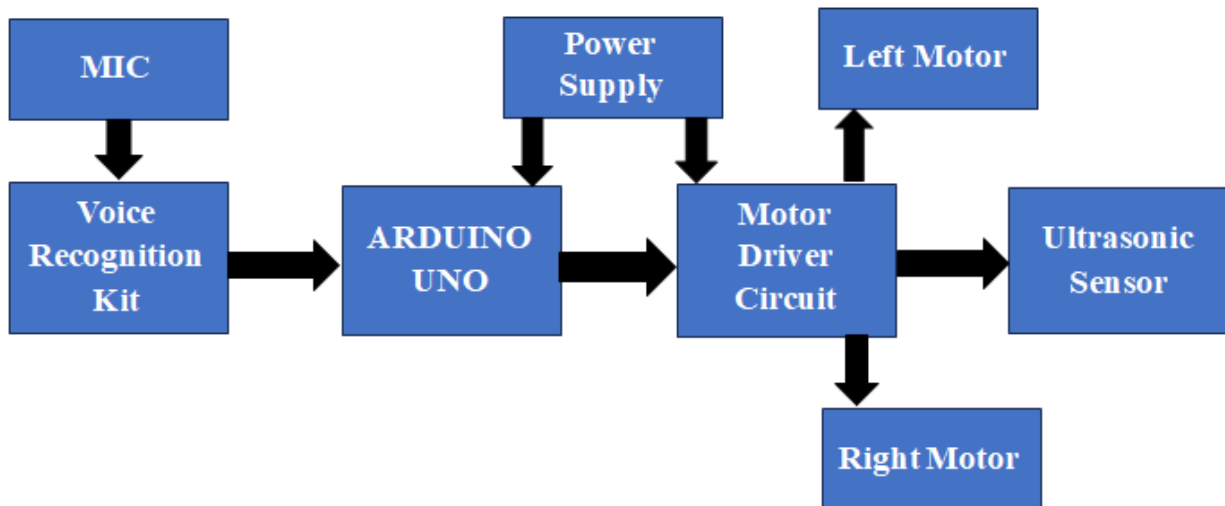 MIC
Power
Supply
Left Motor
Voice
Recognition
Kit
ARDUINO
UNO
Motor
Driver
Circuit
Ultrasonic
Sensor
Right Motor